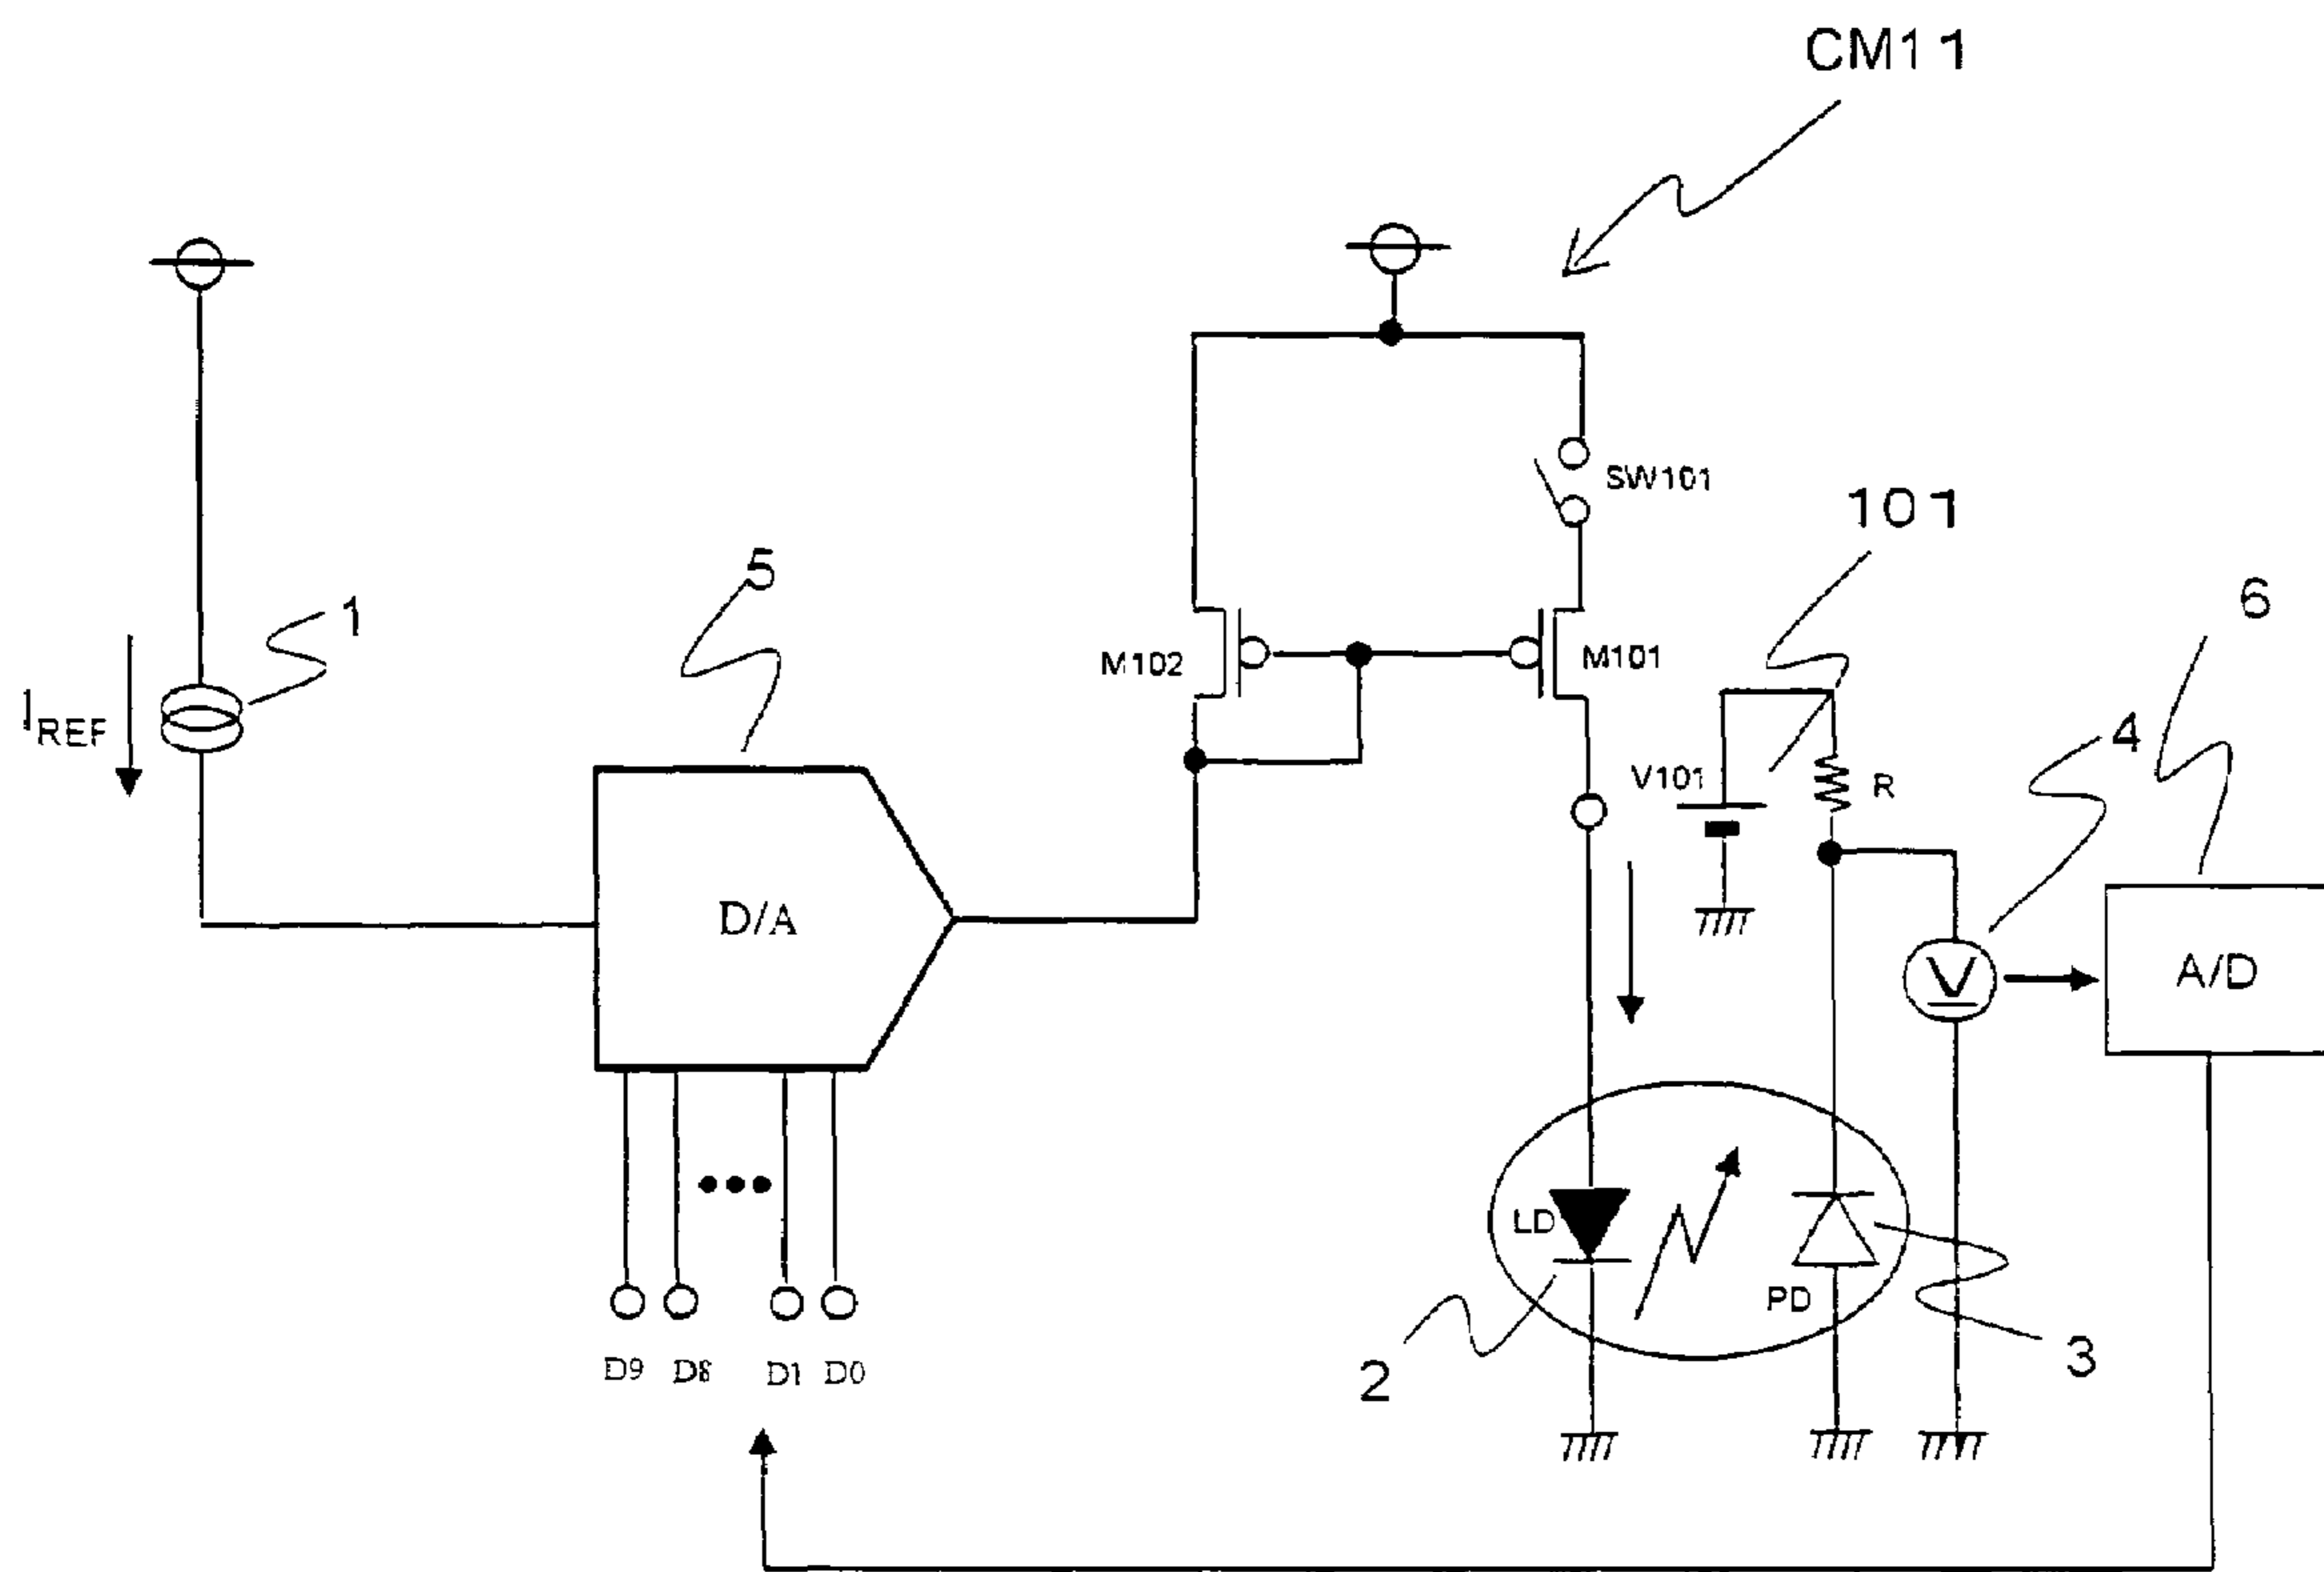 CM11
SW101
101
5
1
6
M102
M101
4
IREF
V101
R
D/A
V
A/D
LD
PD
2
3
D9 D8 D1 D0